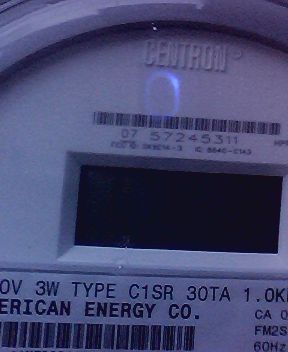 CENTRON
07 57245311
0V 3W TYPE C1SR 30TA 1.0K
ERICAN ENERGY CO.
CA 0
FM2S
60Hz